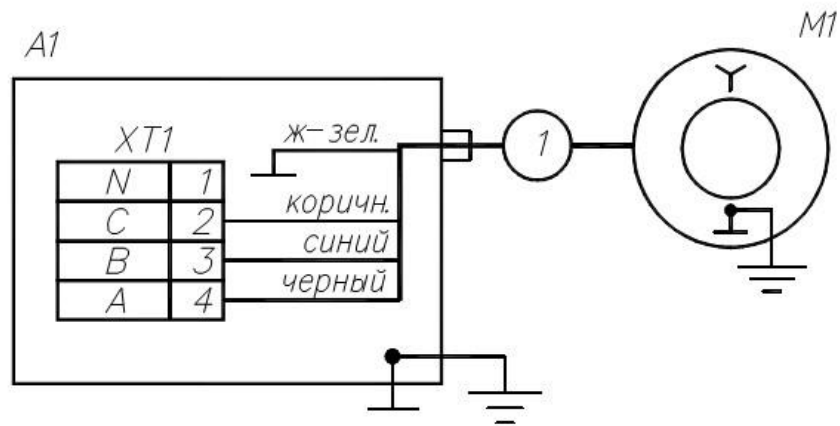 A1
M1
XT1
ж-зел.
1
N 1
C 2
коричн.
B 3
синий
A 4
черный